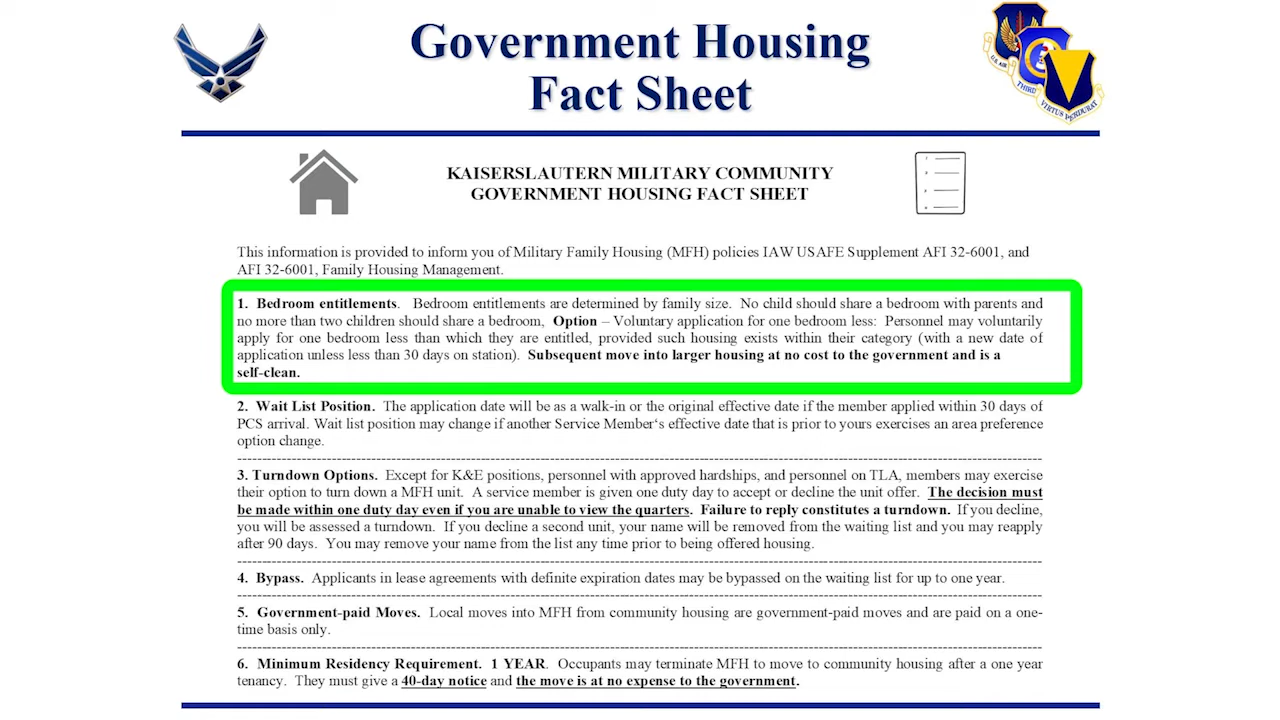 Government Housing
Fact Sheet
U.S. AIR
THIRD
VIRTUS PERDURAT
KAISERSLAUTERN MILITARY COMMUNITY
GOVERNMENT HOUSING FACT SHEET
This information is provided to inform you of Military Family Housing (MFH) policies IAW USAFE Supplement AFI 32-6001, and
AFI 32-6001, Family Housing Management.
1. Bedroom entitlements. Bedroom entitlements are determined by family size. No child should share a bedroom with parents and
no more than two children should share a bedroom, Option – Voluntary application for one bedroom less: Personnel may voluntarily
apply for one bedroom less than which they are entitled, provided such housing exists within their category (with a new date of
application unless less than 30 days on station). Subsequent move into larger housing at no cost to the government and is a
self-clean.
2. Wait List Position. The application date will be as a walk-in or the original effective date if the member applied within 30 days of
PCS arrival. Wait list position may change if another Service Member‘s effective date that is prior to yours exercises an area preference
option change.
3. Turndown Options. Except for K&E positions, personnel with approved hardships, and personnel on TLA, members may exercise
their option to turn down a MFH unit. A service member is given one duty day to accept or decline the unit offer. The decision must
be made within one duty day even if you are unable to view the quarters. Failure to reply constitutes a turndown. If you decline,
you will be assessed a turndown. If you decline a second unit, your name will be removed from the waiting list and you may reapply
after 90 days. You may remove your name from the list any time prior to being offered housing.
4. Bypass. Applicants in lease agreements with definite expiration dates may be bypassed on the waiting list for up to one year.
5. Government-paid Moves. Local moves into MFH from community housing are government-paid moves and are paid on a one-
time basis only.
6. Minimum Residency Requirement. 1 YEAR. Occupants may terminate MFH to move to community housing after a one year
tenancy. They must give a 40-day notice and the move is at no expense to the government.